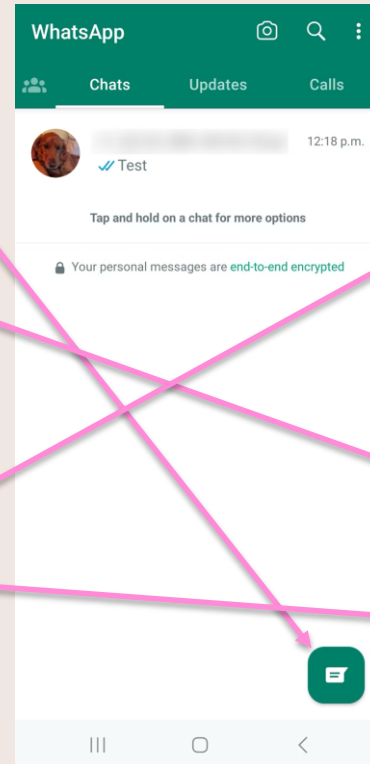 WhatsApp
Chats Updates Calls
12:18 p.m.
Test
Tap and hold on a chat for more options
Your personal messages are end-to-end encrypted